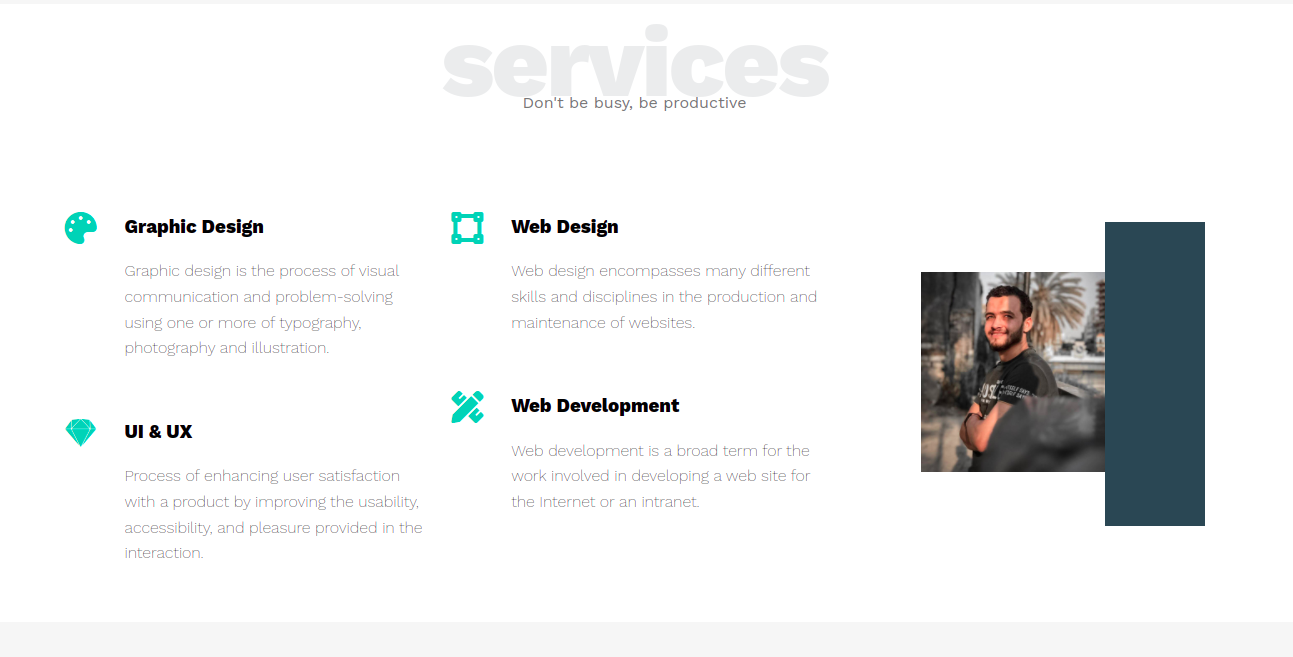 services
Don't be busy, be productive
Graphic Design
Graphic design is the process of visual
communication and problem-solving
using one or more of typography,
photography and illustration.
UI & UX
Process of enhancing user satisfaction
with a product by improving the usability,
accessibility, and pleasure provided in the
interaction.
Web Design
Web design encompasses many different
skills and disciplines in the production and
maintenance of websites.
Web Development
Web development is a broad term for the
work involved in developing a web site for
the Internet or an intranet.